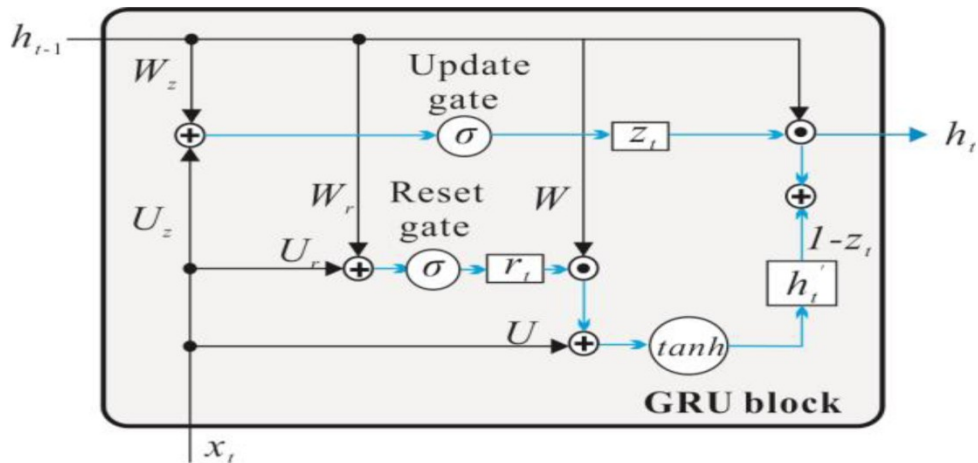 h_{t-1}
W_z
Update
gate
σ
z_t
h_t
U_z
W_r
Reset
gate
W
U_r
σ
r_t
1-z_t
h_t'
U
tanh
GRU block
x_t